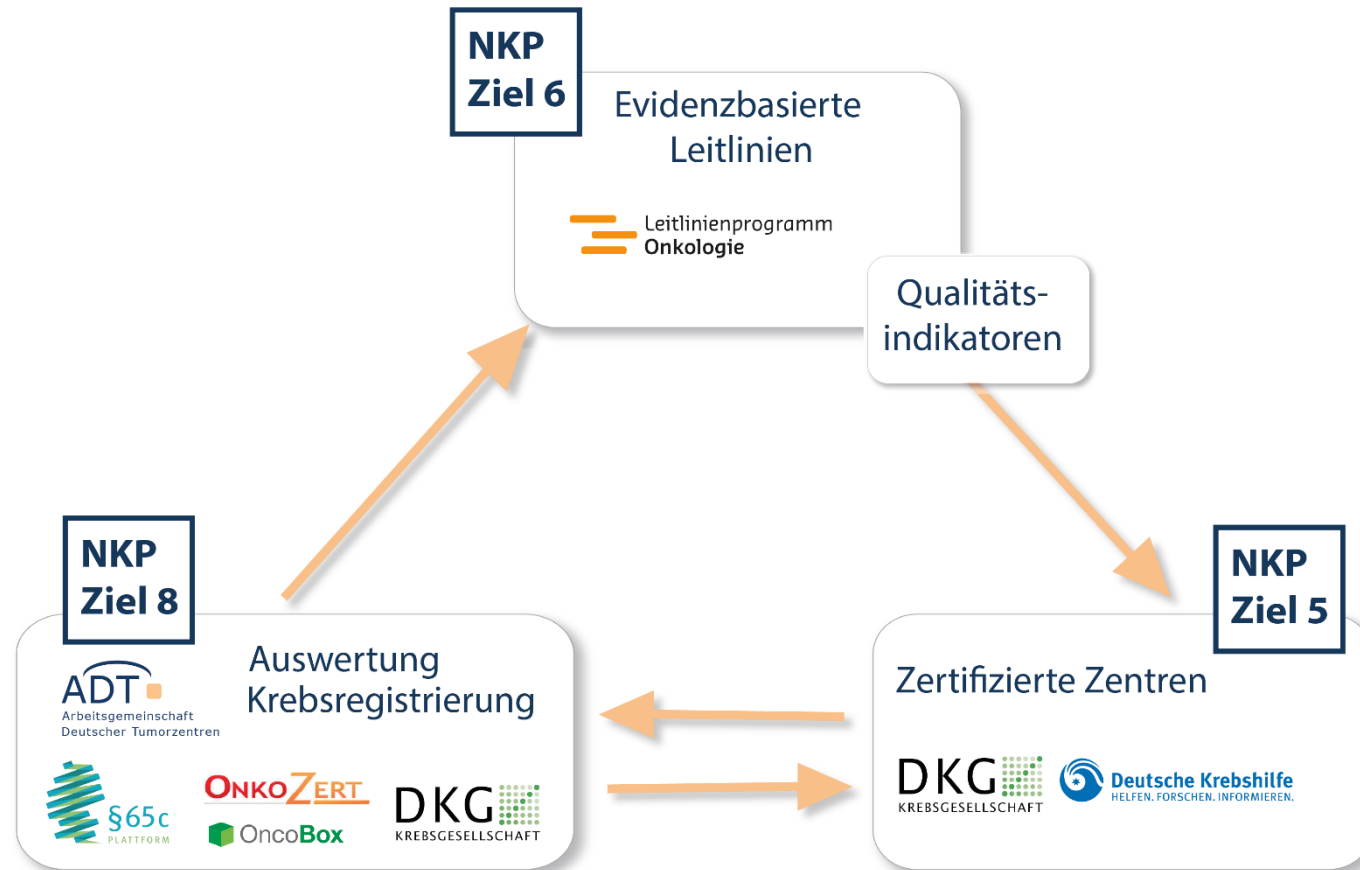 NKP
Ziel 6
Evidenzbasierte
Leitlinien
Leitlinienprogramm
Onkologie
Qualitäts-
indikatoren
NKP
Ziel 8
Auswertung
Krebsregistrierung
ADT
Arbeitsgemeinschaft
Deutscher Tumorzentren
§65c
PLATTFORM
ONKOZERT
OncoBox
DKG
KREBSGESELLSCHAFT
NKP
Ziel 5
Zertifizierte Zentren
DKG
KREBSGESELLSCHAFT
Deutsche Krebshilfe
HELFEN. FORSCHEN. INFORMIEREN.